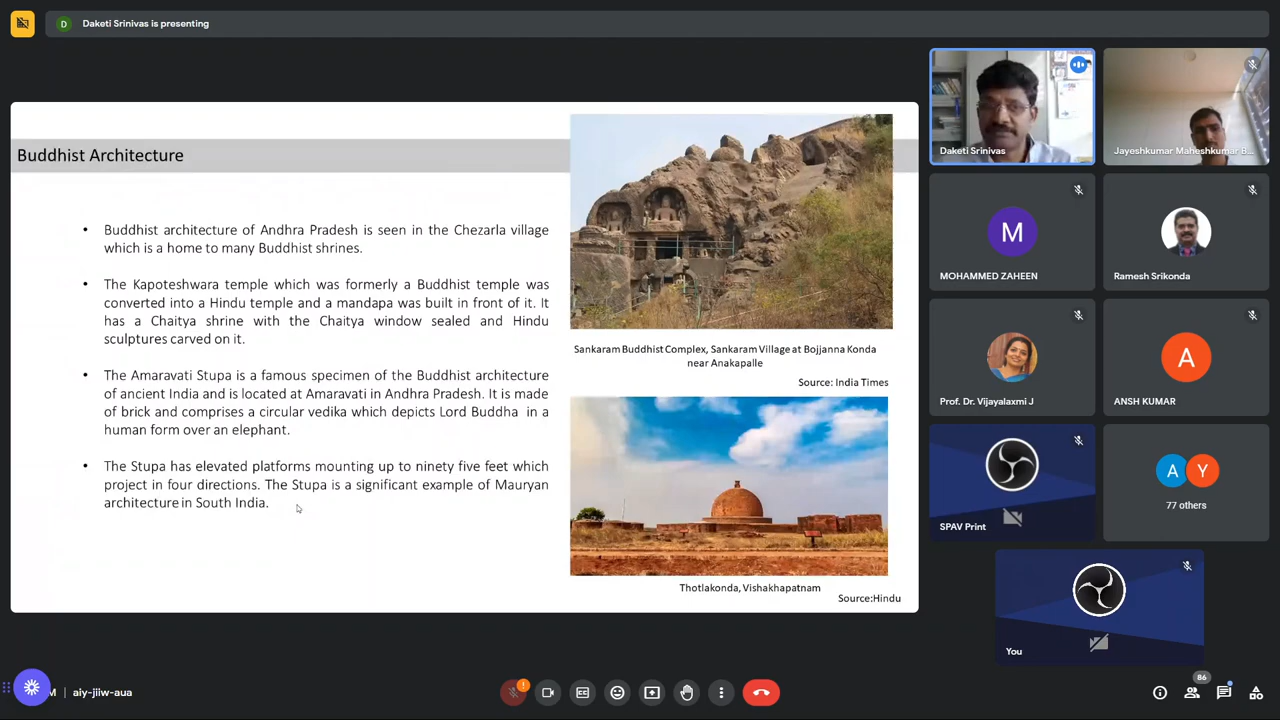 D
Daketi Srinivas is presenting
Buddhist Architecture
• Buddhist architecture of Andhra Pradesh is seen in the Chezarla village
which is a home to many Buddhist shrines.
• The Kapoteshwara temple which was formerly a Buddhist temple was
converted into a Hindu temple and a mandapa was built in front of it. It
has a Chaitya shrine with the Chaitya window sealed and Hindu
sculptures carved on it.
• The Amaravati Stupa is a famous specimen of the Buddhist architecture
of ancient India and is located at Amaravati in Andhra Pradesh. It is made
of brick and comprises a circular vedika which depicts Lord Buddha in a
human form over an elephant.
• The Stupa has elevated platforms mounting up to ninety five feet which
project in four directions. The Stupa is a significant example of Mauryan
architecture in South India.
Sankaram Buddhist Complex, Sankaram Village at Bojjanna Konda
near Anakapalle
Source: India Times
Thotlakonda, Vishakhapatnam
Source:Hindu
Daketi Srinivas
Jayeshkumar Maheshkumar B...
M
MOHAMMED ZAHEEN
Ramesh Srikonda
Prof. Dr. Vijayalaxmi J
A
ANSH KUMAR
SPAV Print
A
Y
77 others
You
M | aiy-jiiw-aua
!
86